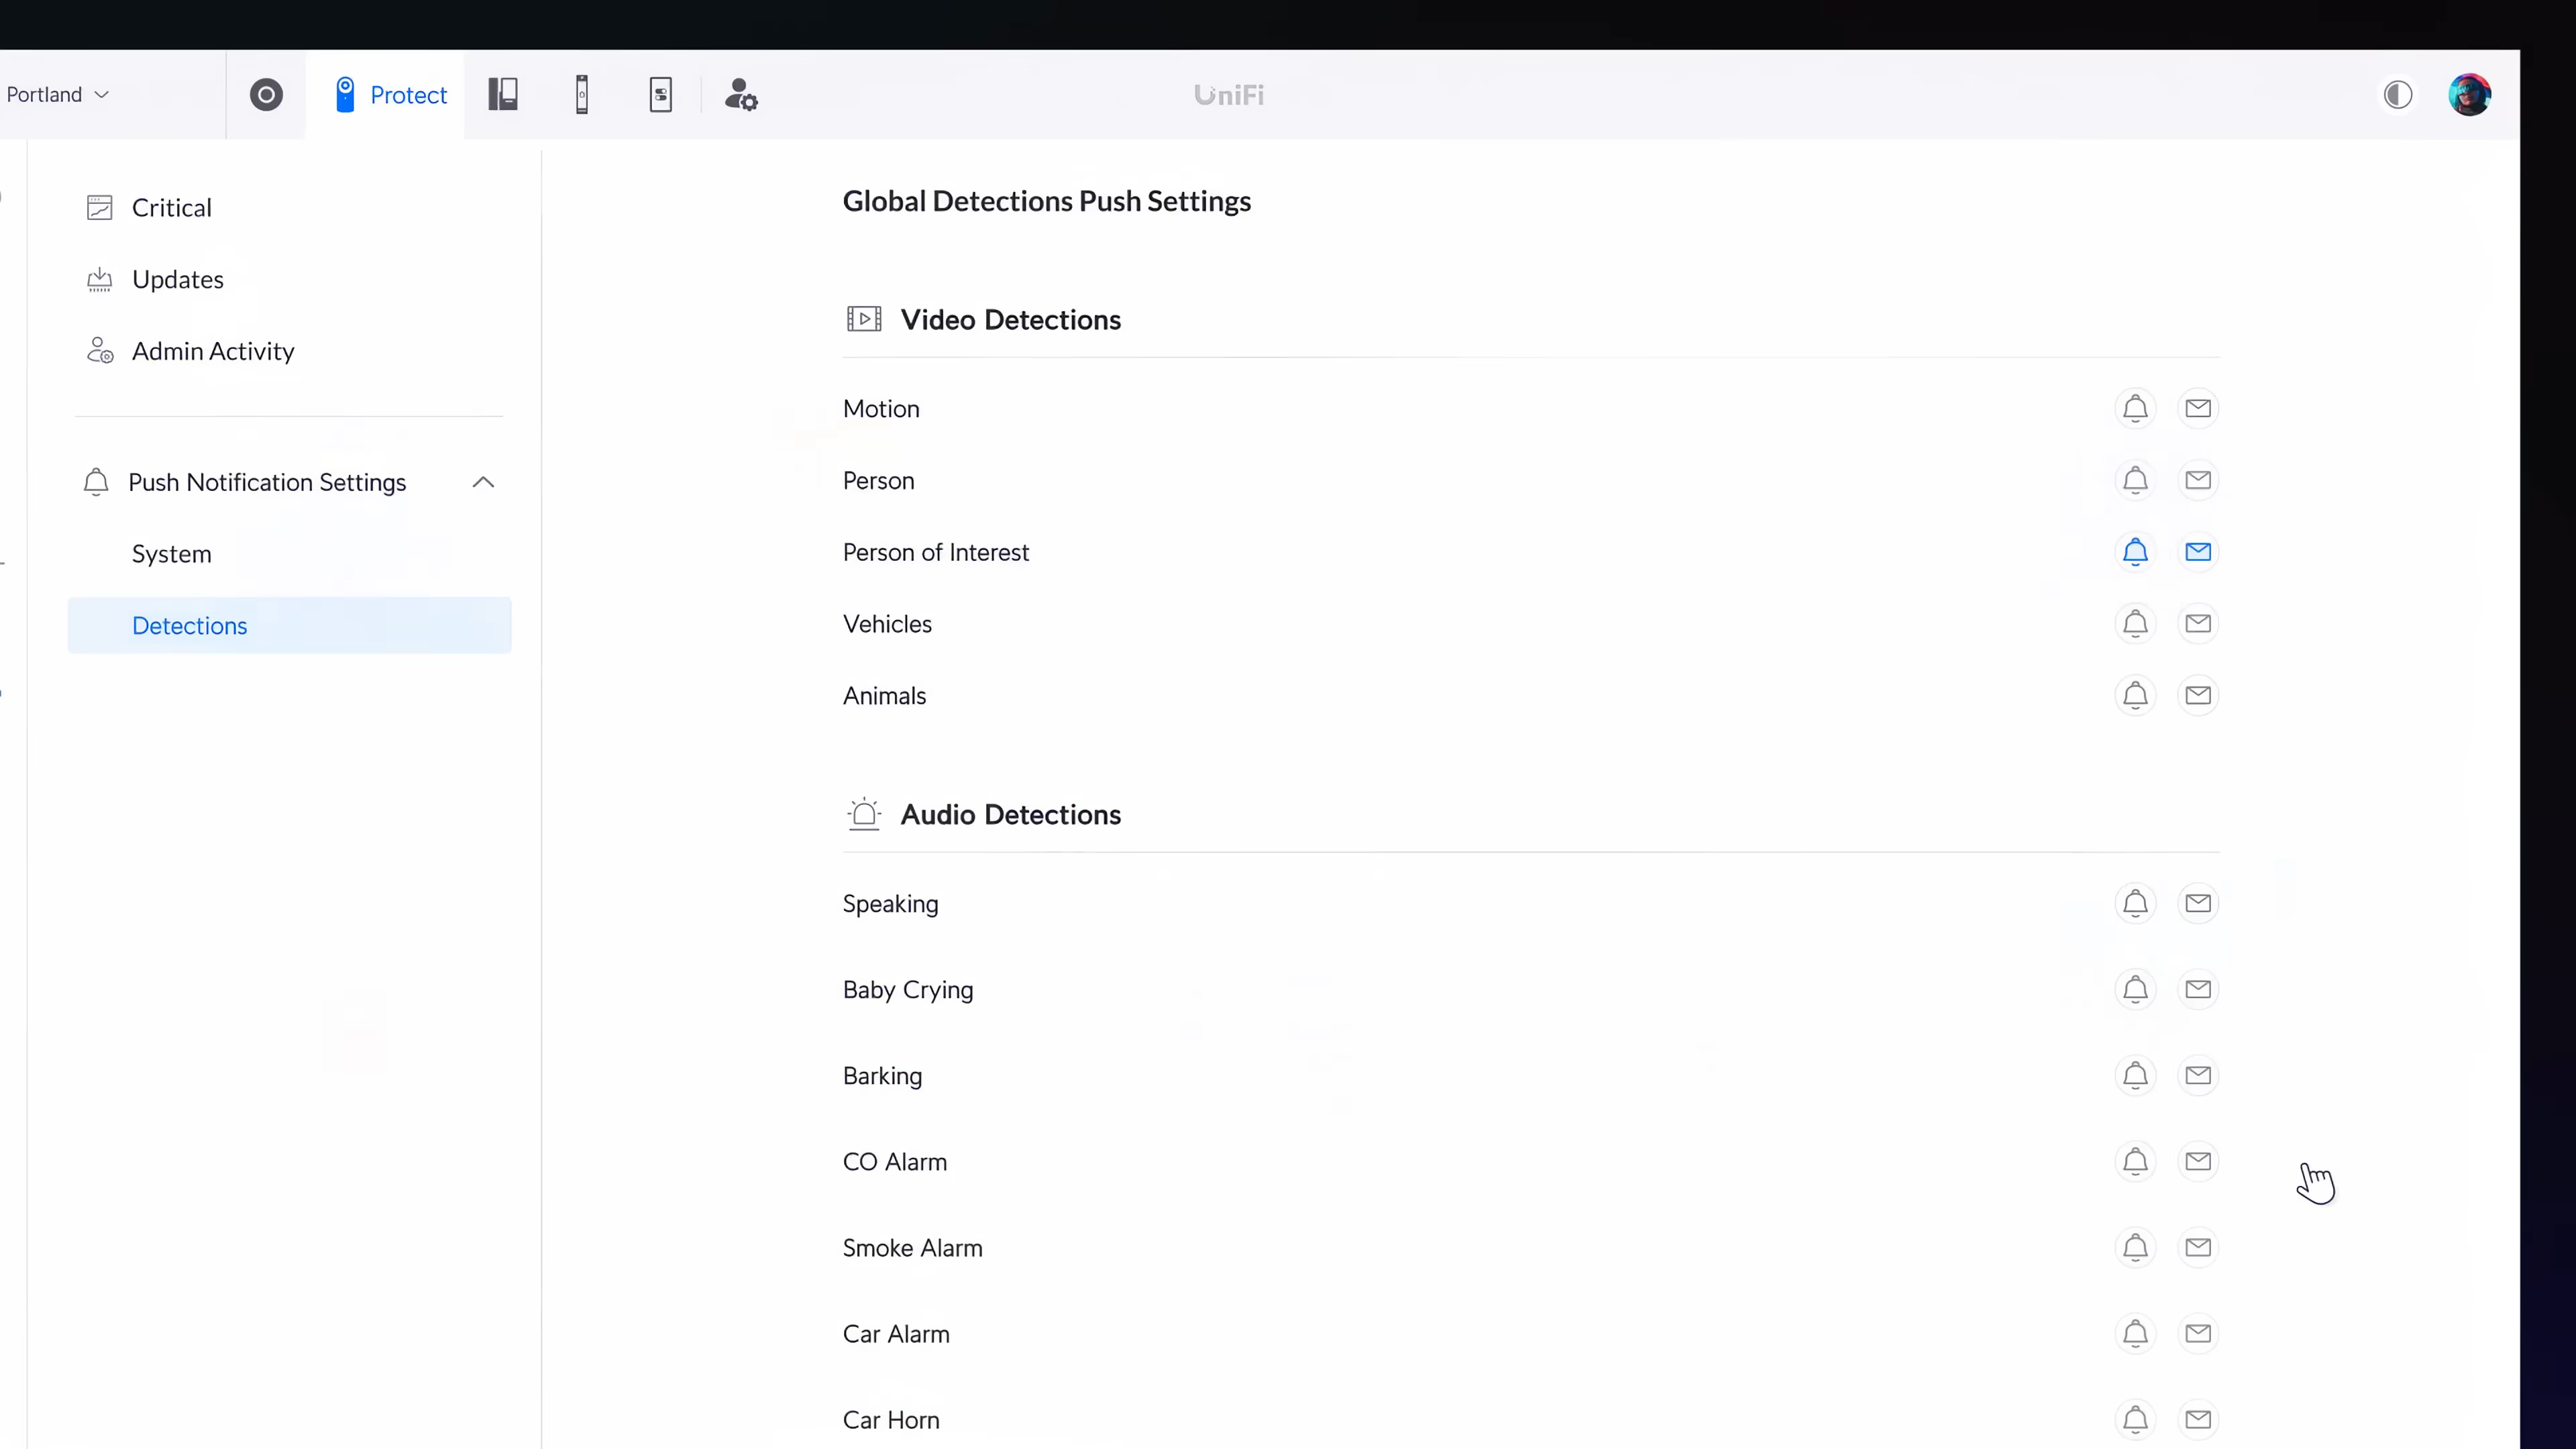 Portland
Protect
UniFi
Critical
Updates
Admin Activity
Push Notification Settings
System
Detections
Global Detections Push Settings
Video Detections
Motion
Person
Person of Interest
Vehicles
Animals
Audio Detections
Speaking
Baby Crying
Barking
CO Alarm
Smoke Alarm
Car Alarm
Car Horn